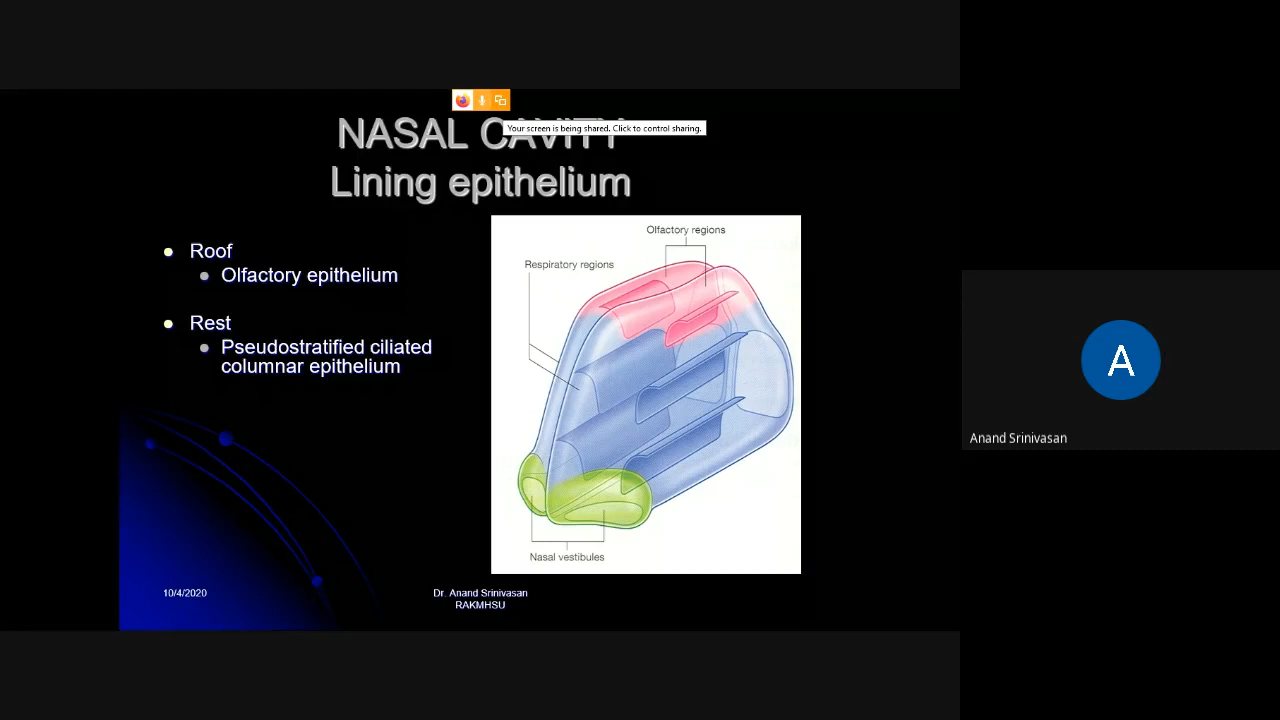 Your screen is being shared. Click to control sharing.
NASAL CAVITY
Lining epithelium
Roof
Olfactory epithelium
Rest
Pseudostratified ciliated
columnar epithelium
Olfactory regions
Respiratory regions
Nasal vestibules
10/4/2020
Dr. Anand Srinivasan
RAKMHSU
A
Anand Srinivasan